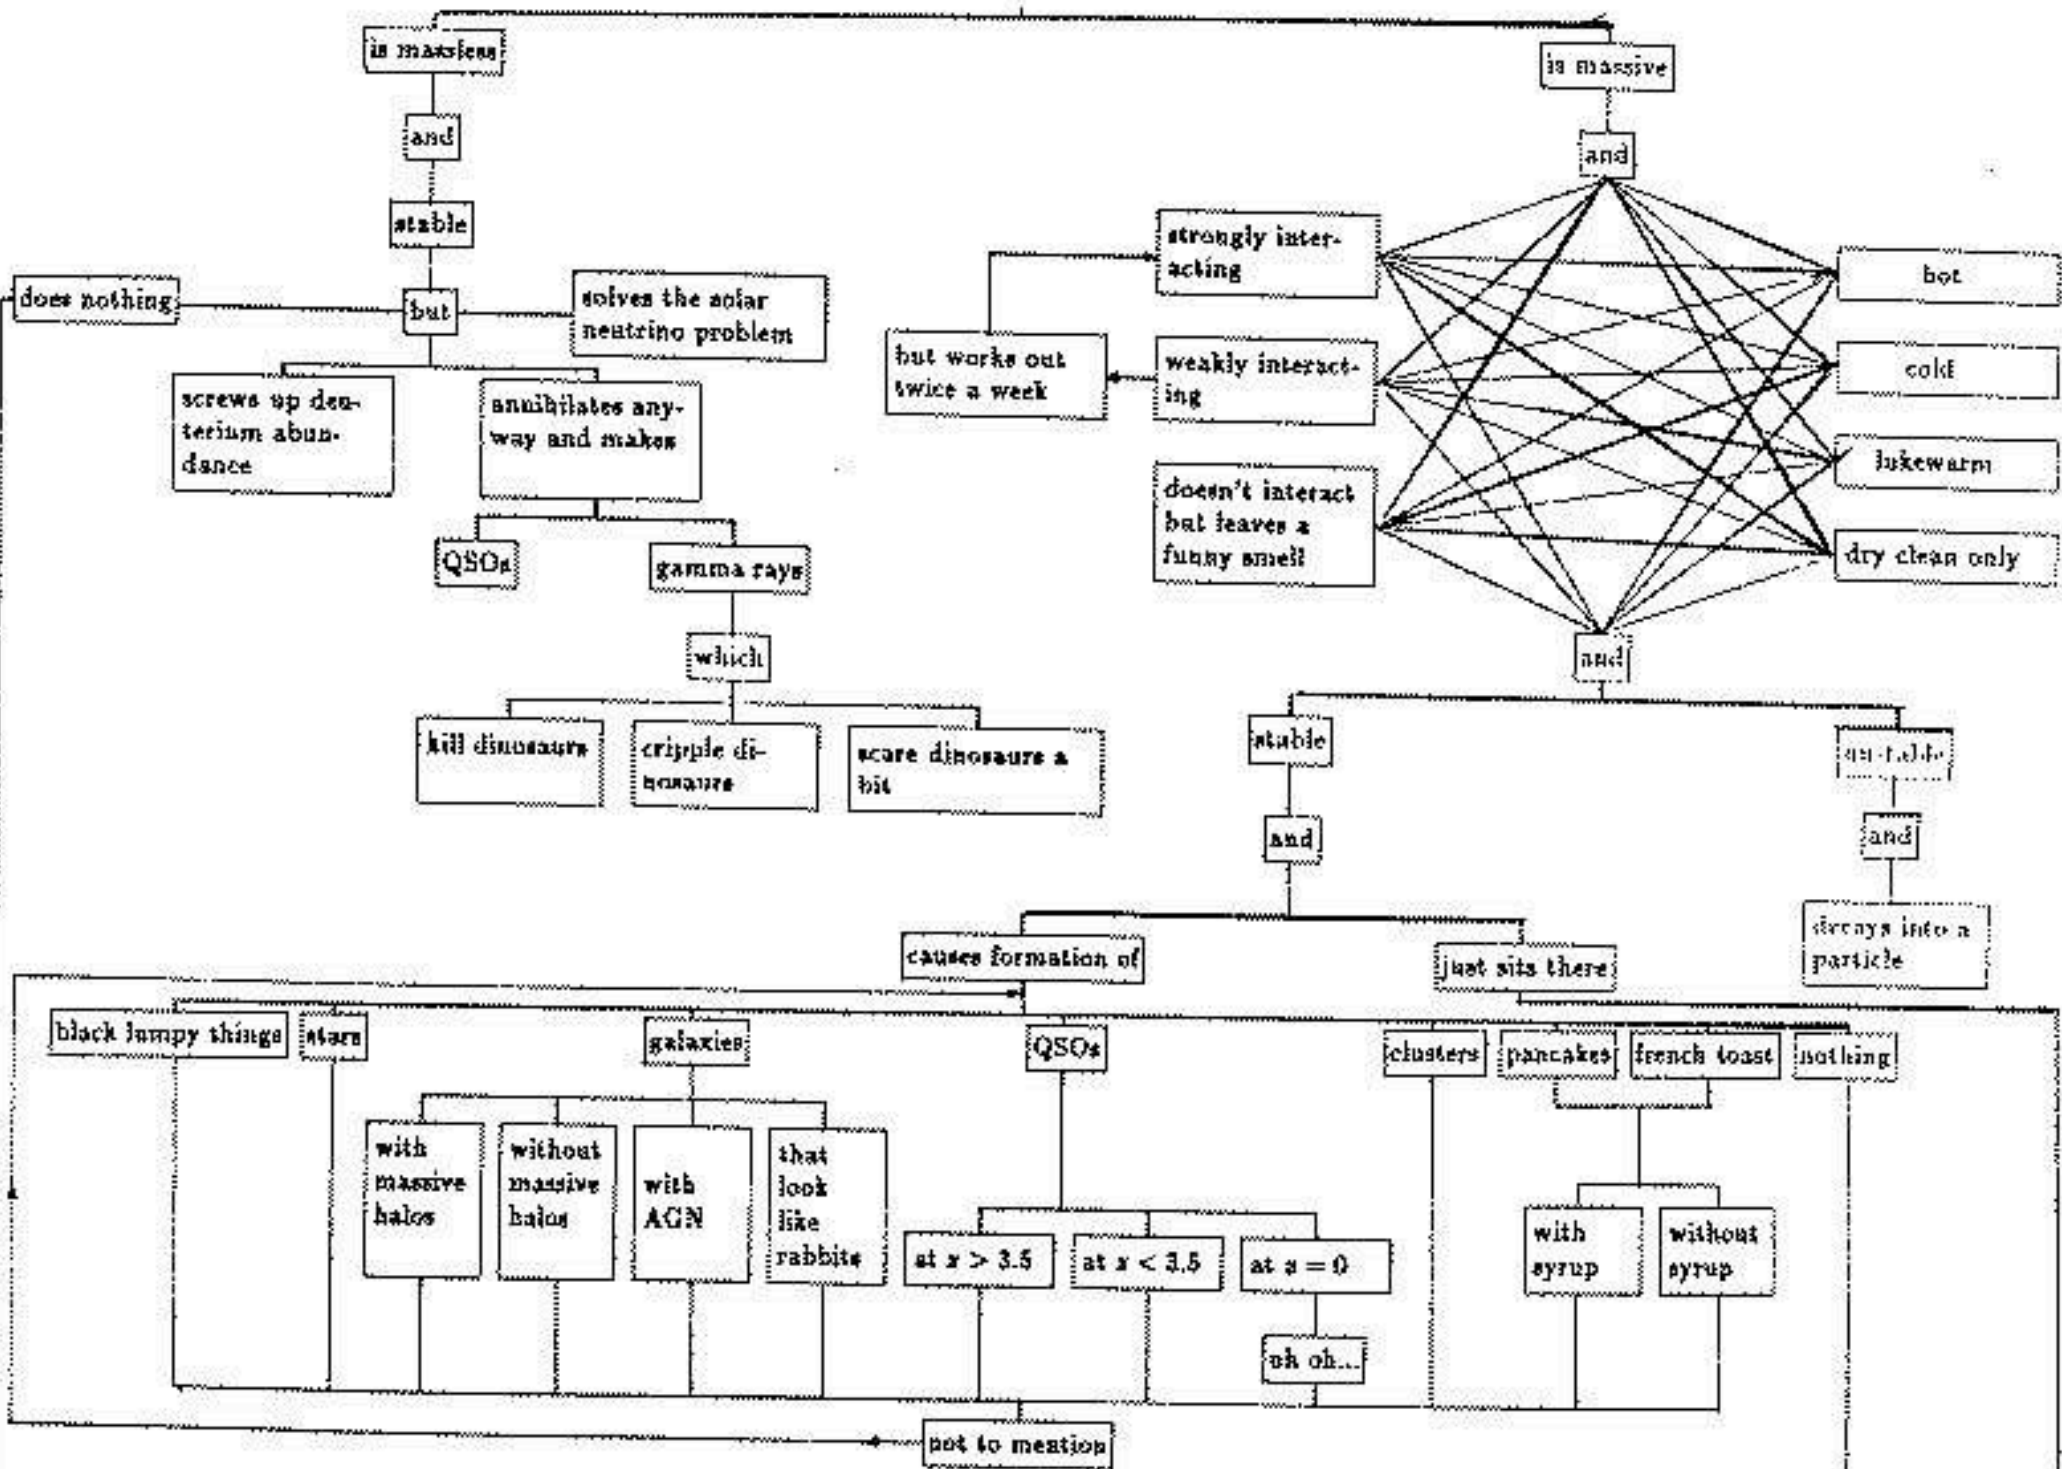 is massless
is massive
and
and
stable
strongly inter-
acting
hot
does nothing
but
solves the solar
neutrino problem
but works out
twice a week
weakly interact-
ing
cold
screws up deu-
terium abun-
dance
annihilates any-
way and makes
lukewarm
doesn't interact
but leaves a
funny smell
QSOs
gamma rays
dry clean only
which
and
kill dinosaurs
cripple di-
nosaurs
scare dinosaurs a
bit
stable
unstable
and
and
causes formation of
just sits there
decays into a
particle
black lumpy things
stars
galaxies
QSOs
clusters
pancakes
french toast
nothing
with
massive
halos
without
massive
halos
with
AGN
that
look
like
rabbits
at z > 3.5
at z < 3.5
at z = 0
with
syrup
without
syrup
uh oh...
not to mention